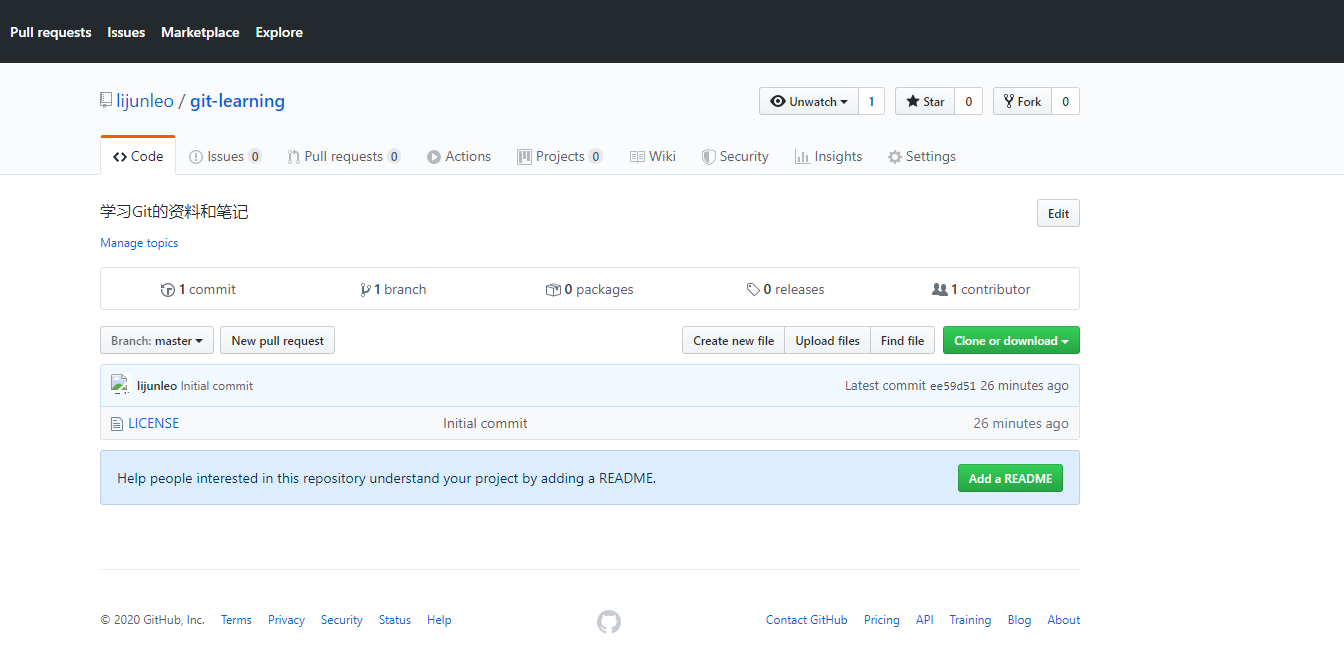 Pull requests Issues Marketplace Explore
lijunleo / git-learning Unwatch 1 Star 0 Fork 0
Code Issues 0 Pull requests 0 Actions Projects 0 Wiki Security Insights Settings
学习Git的资料和笔记 Edit
Manage topics
1 commit 1 branch 0 packages 0 releases 1 contributor
Branch: master New pull request Create new file Upload files Find file Clone or download
lijunleo Initial commit Latest commit ee59d51 26 minutes ago
LICENSE Initial commit 26 minutes ago
Help people interested in this repository understand your project by adding a README. Add a README
© 2020 GitHub, Inc. Terms Privacy Security Status Help Contact GitHub Pricing API Training Blog About